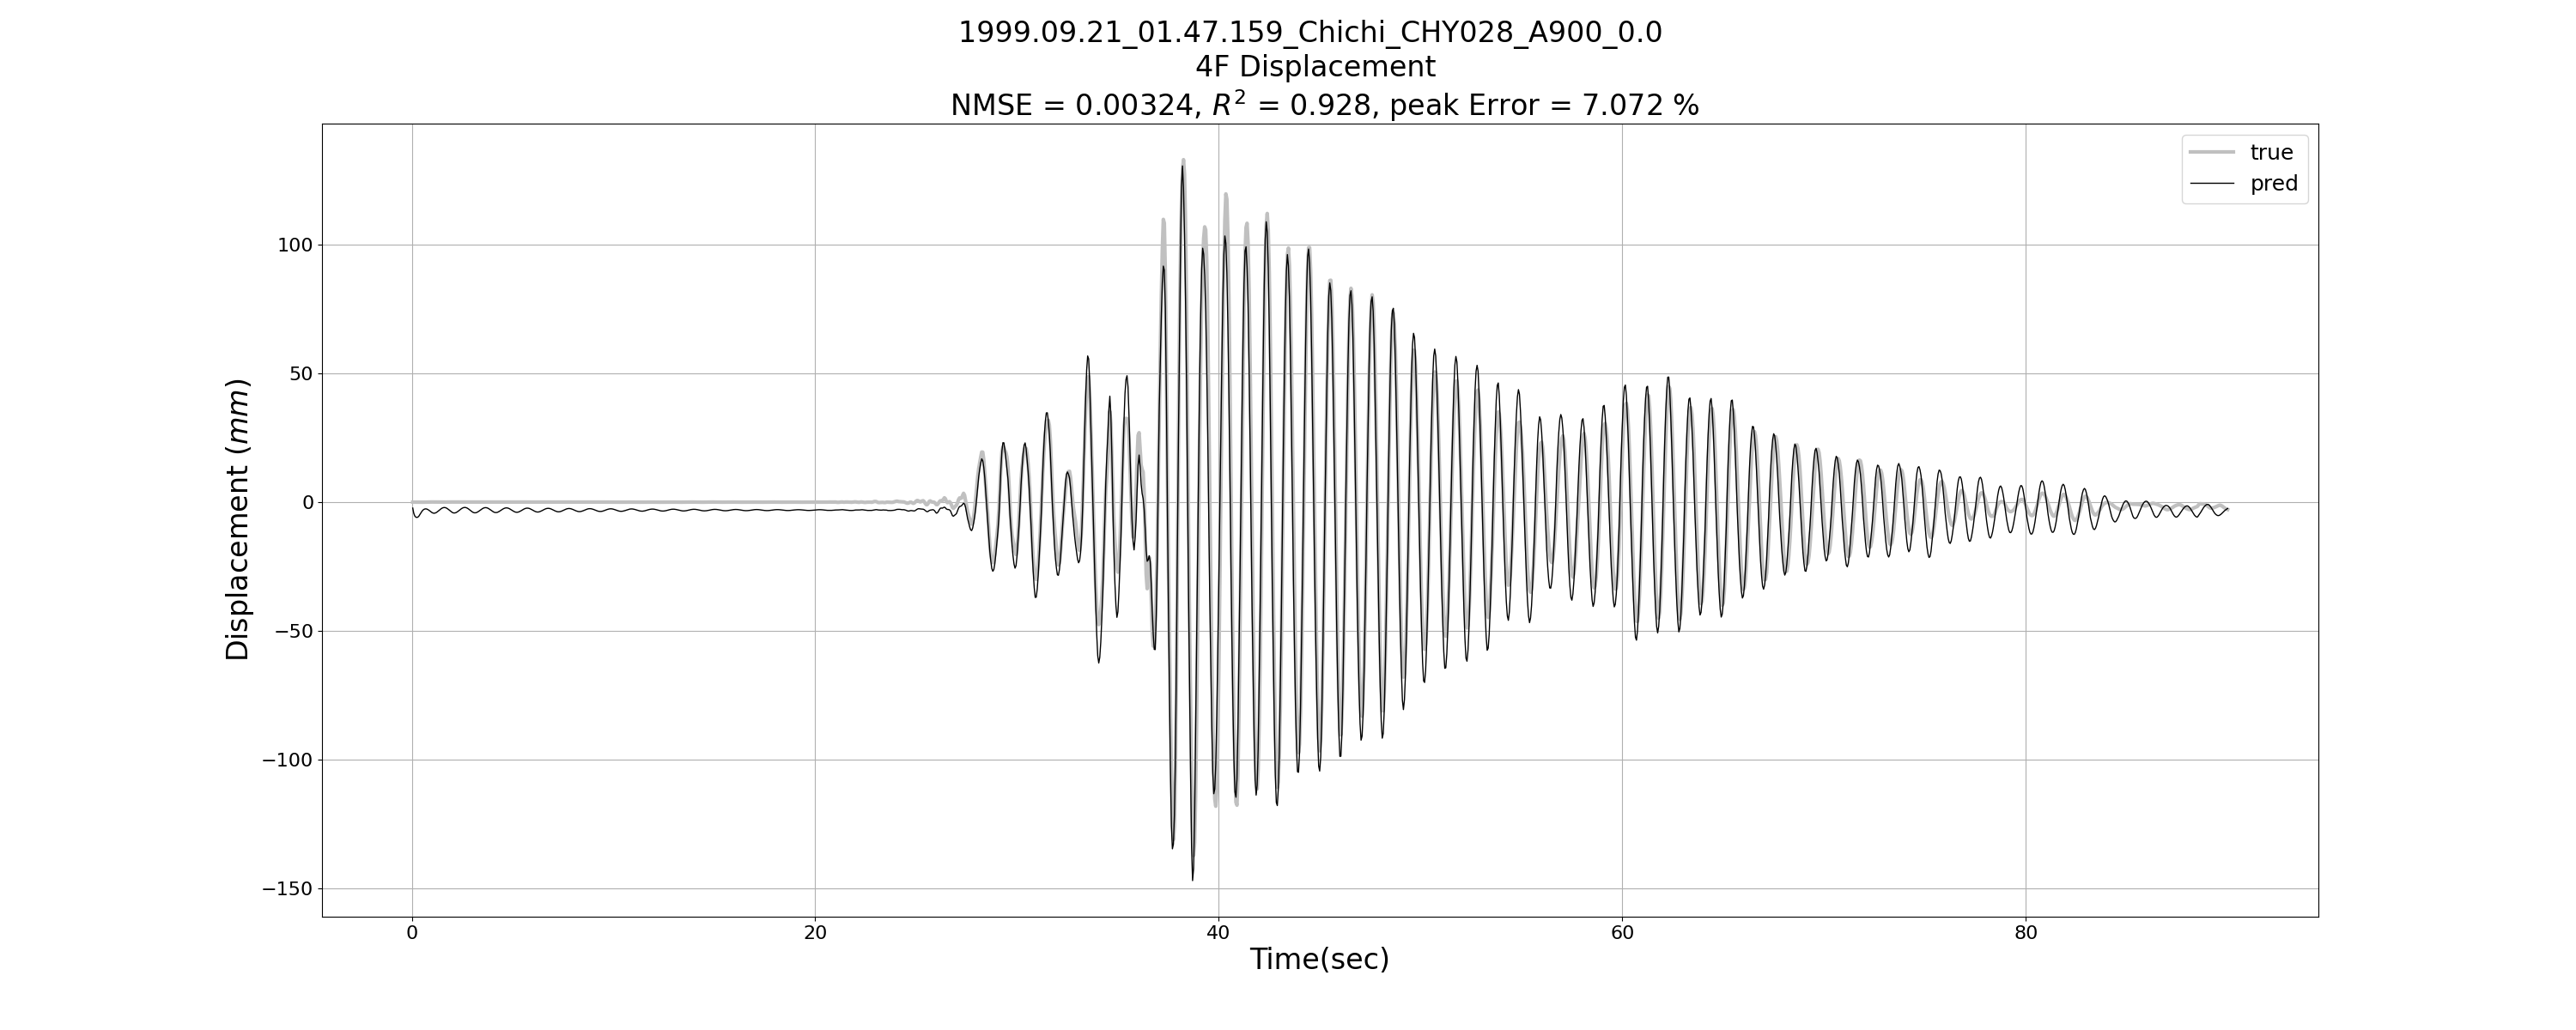 1999.09.21_01.47.159_Chichi_CHY028_A900_0.0
4F Displacement
NMSE = 0.00324, R² = 0.928, peak Error = 7.072 %
true
pred
Displacement (mm)
100
50
0
−50
−100
−150
0
20
40
60
80
Time(sec)